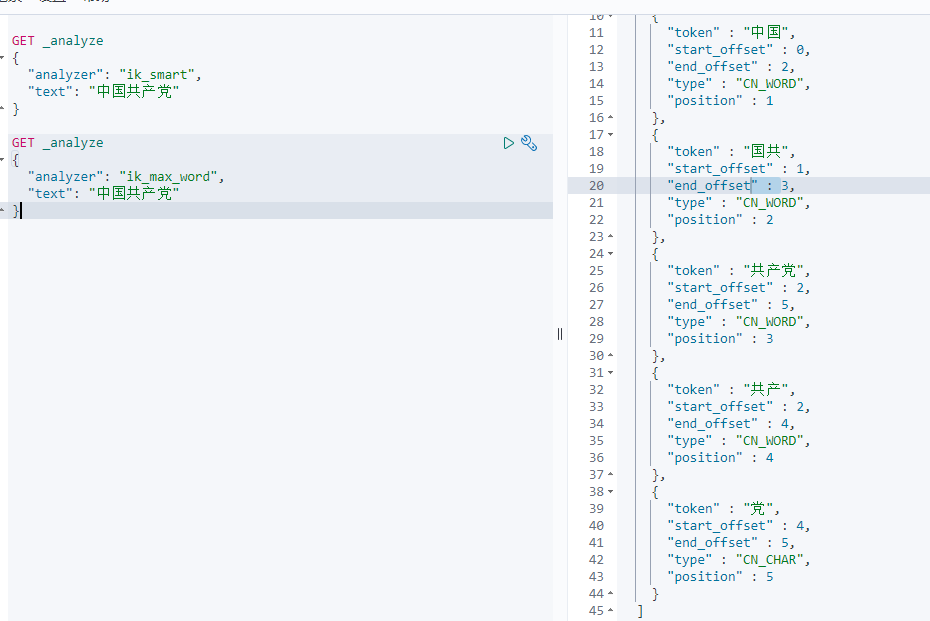 GET _analyze
{
"analyzer": "ik_smart",
"text": "中国共产党"
}
GET _analyze
{
"analyzer": "ik_max_word",
"text": "中国共产党"
}
10 {
11 "token" : "中国",
12 "start_offset" : 0,
13 "end_offset" : 2,
14 "type" : "CN_WORD",
15 "position" : 1
16 },
17 {
18 "token" : "国共",
19 "start_offset" : 1,
20 "end_offset" : 3,
21 "type" : "CN_WORD",
22 "position" : 2
23 },
24 {
25 "token" : "共产党",
26 "start_offset" : 2,
27 "end_offset" : 5,
28 "type" : "CN_WORD",
29 "position" : 3
30 },
31 {
32 "token" : "共产",
33 "start_offset" : 2,
34 "end_offset" : 4,
35 "type" : "CN_WORD",
36 "position" : 4
37 },
38 {
39 "token" : "党",
40 "start_offset" : 4,
41 "end_offset" : 5,
42 "type" : "CN_CHAR",
43 "position" : 5
44 }
45 ]